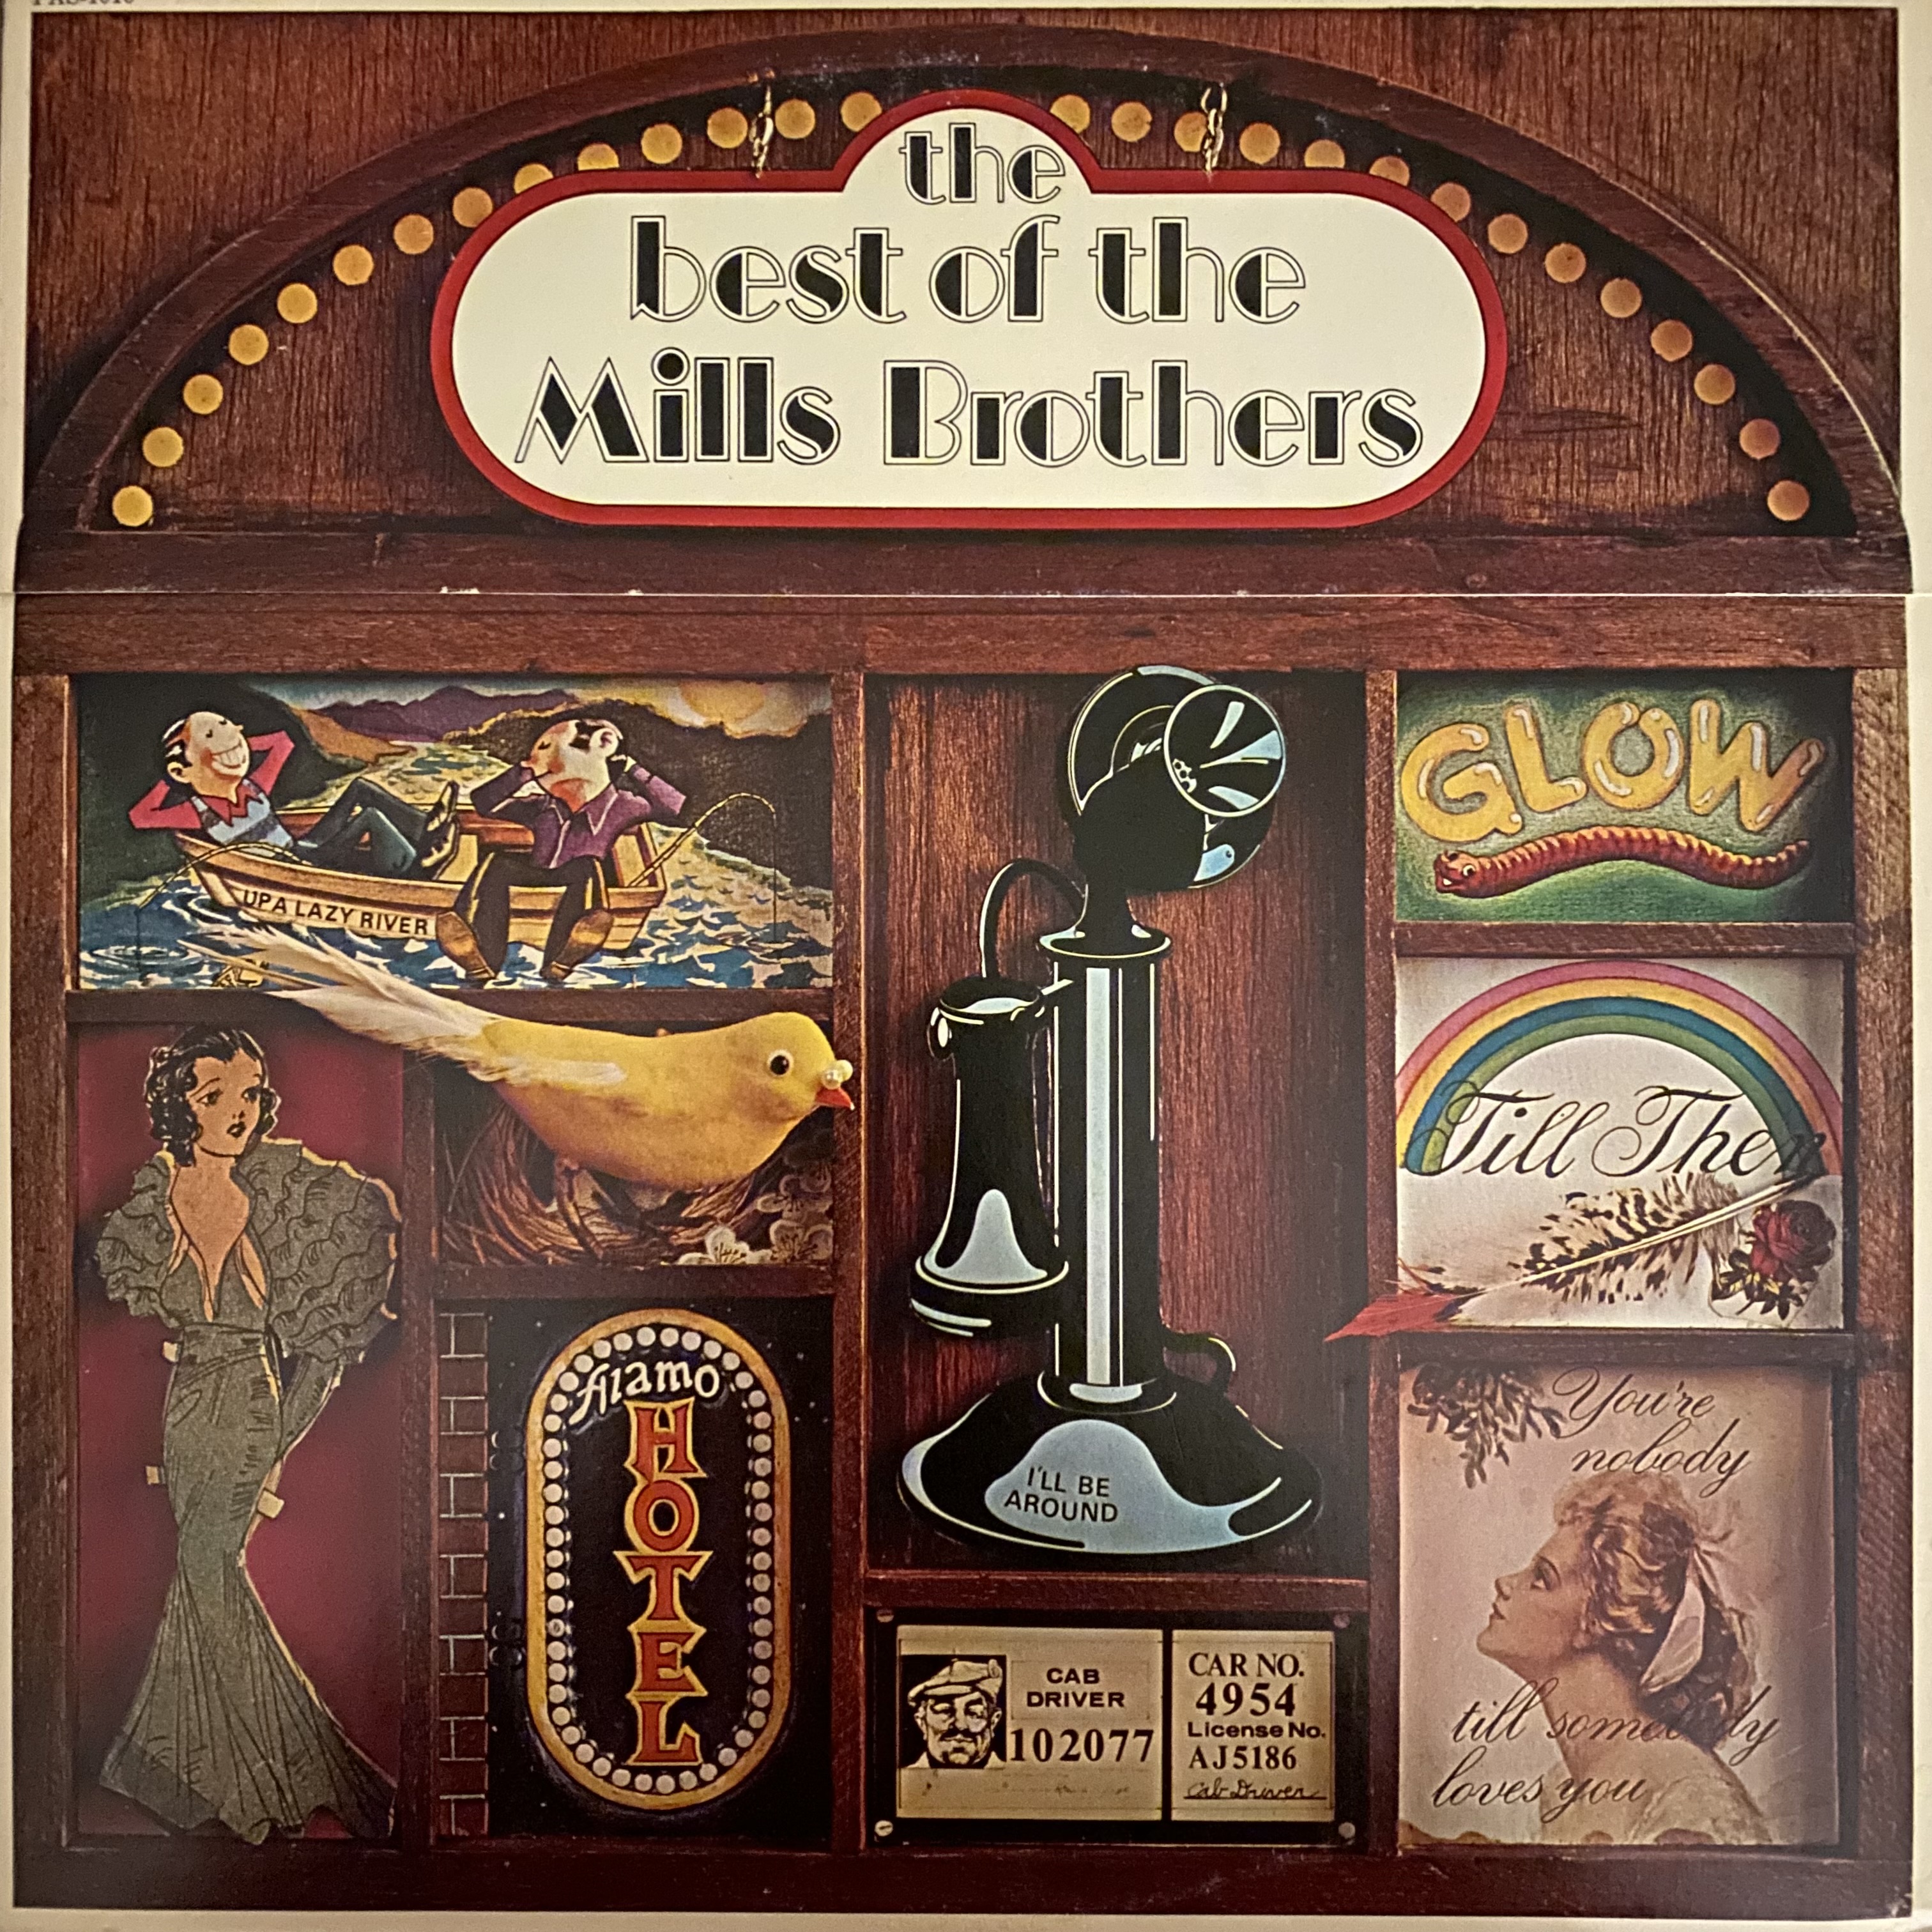 the
best of the
Mills Brothers
UP A LAZY RIVER
GLOW
Till Then
Alamo
HOTEL
I'LL BE
AROUND
You're
nobody
till somebody
loves you
CAB
DRIVER
102077
CAR NO.
4954
License No.
AJ5186
Cab Driver